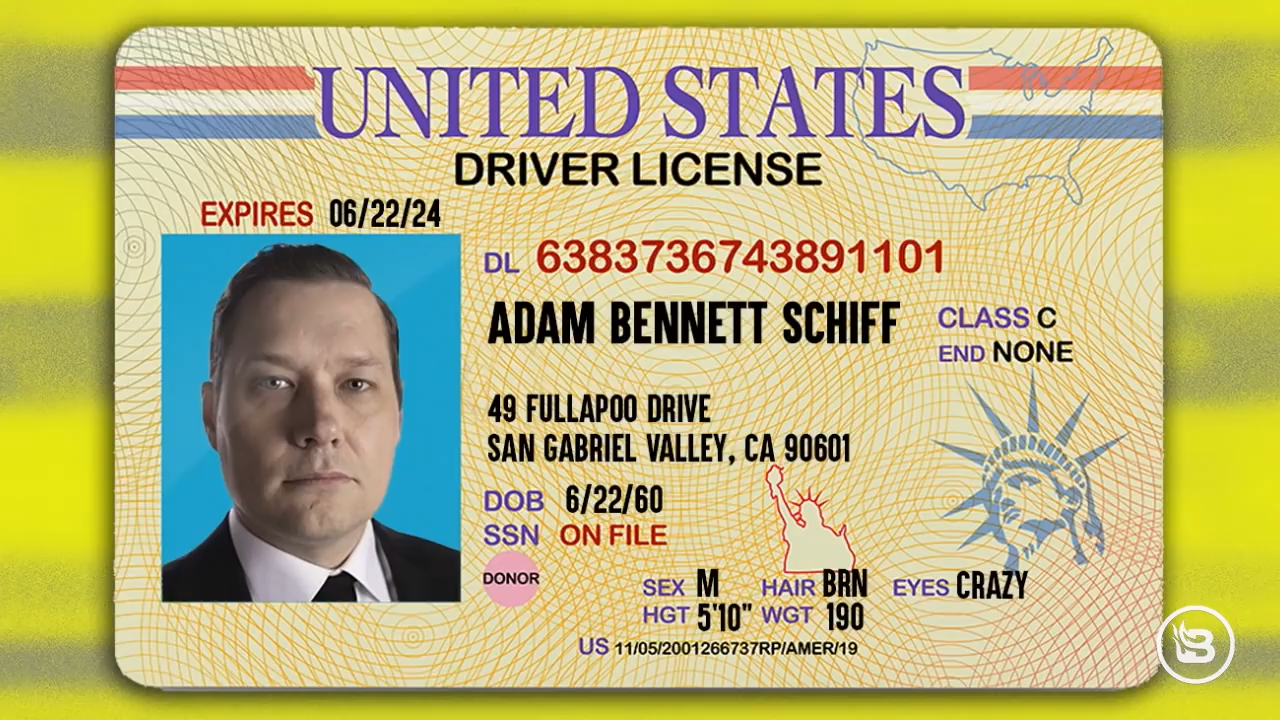 UNITED STATES
DRIVER LICENSE
EXPIRES 06/22/24
DL 6383736743891101
ADAM BENNETT SCHIFF
CLASS C
END NONE
49 FULLAPOO DRIVE
SAN GABRIEL VALLEY, CA 90601
DOB 6/22/60
SSN ON FILE
DONOR
SEX M HAIR BRN EYES CRAZY
HGT 5'10" WGT 190
US 11/05/2001266737RP/AMER/19
B